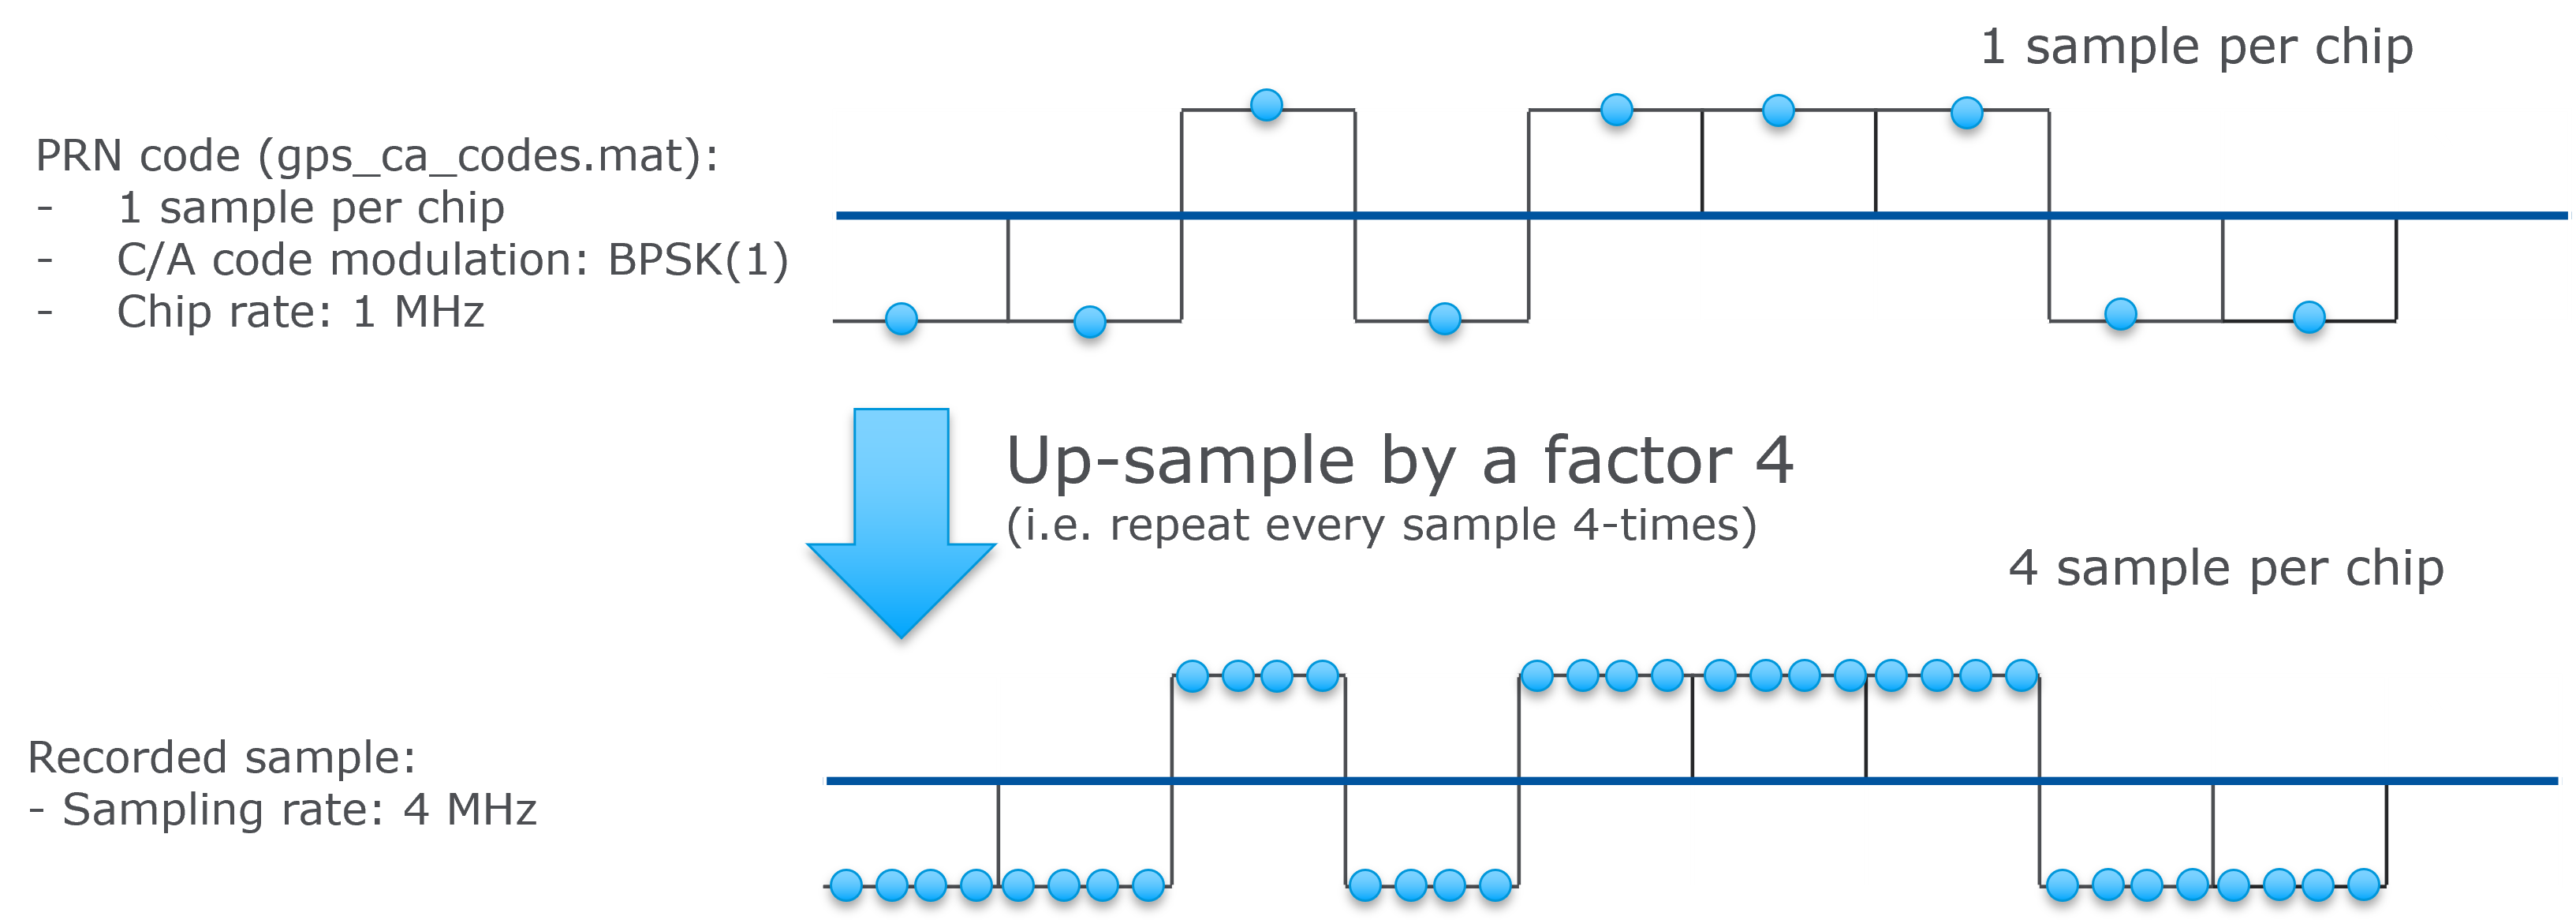 1 sample per chip
PRN code (gps_ca_codes.mat):
- 1 sample per chip
- C/A code modulation: BPSK(1)
- Chip rate: 1 MHz
Up-sample by a factor 4
(i.e. repeat every sample 4-times)
4 sample per chip
Recorded sample:
- Sampling rate: 4 MHz